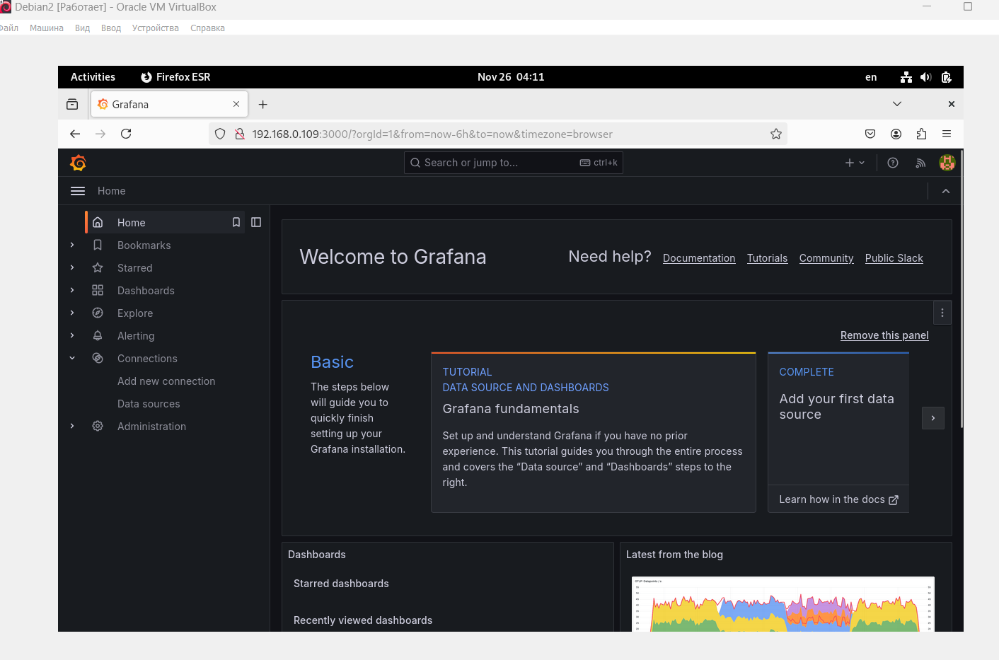 Debian2 [Работает] - Oracle VM VirtualBox
Файл Машина Вид Ввод Устройства Справка
Activities Firefox ESR Nov 26 04:11 en
Grafana
192.168.0.109:3000/?orgId=1&from=now-6h&to=now&timezone=browser
Search or jump to... ctrl+k
Home
Home
Bookmarks
Starred
Dashboards
Explore
Alerting
Connections
Add new connection
Data sources
Administration
Welcome to Grafana
Need help? Documentation Tutorials Community Public Slack
Remove this panel
Basic
The steps below
will guide you to
quickly finish
setting up your
Grafana installation.
TUTORIAL
DATA SOURCE AND DASHBOARDS
Grafana fundamentals
Set up and understand Grafana if you have no prior
experience. This tutorial guides you through the entire process
and covers the “Data source” and “Dashboards” steps to the
right.
COMPLETE
Add your first data
source
Learn how in the docs
Dashboards
Starred dashboards
Recently viewed dashboards
Latest from the blog